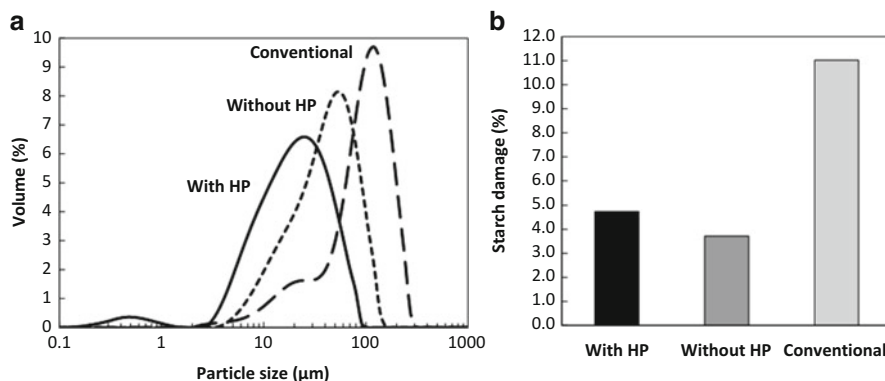 a
10
9
8
7
6
5
4
3
2
1
0
Volume (%)
Conventional
Without HP
With HP
0.1
1
10
100
1000
Particle size (μm)
b
12.0
11.0
10.0
9.0
8.0
7.0
6.0
5.0
4.0
3.0
2.0
1.0
0.0
Starch damage (%)
With HP
Without HP
Conventional